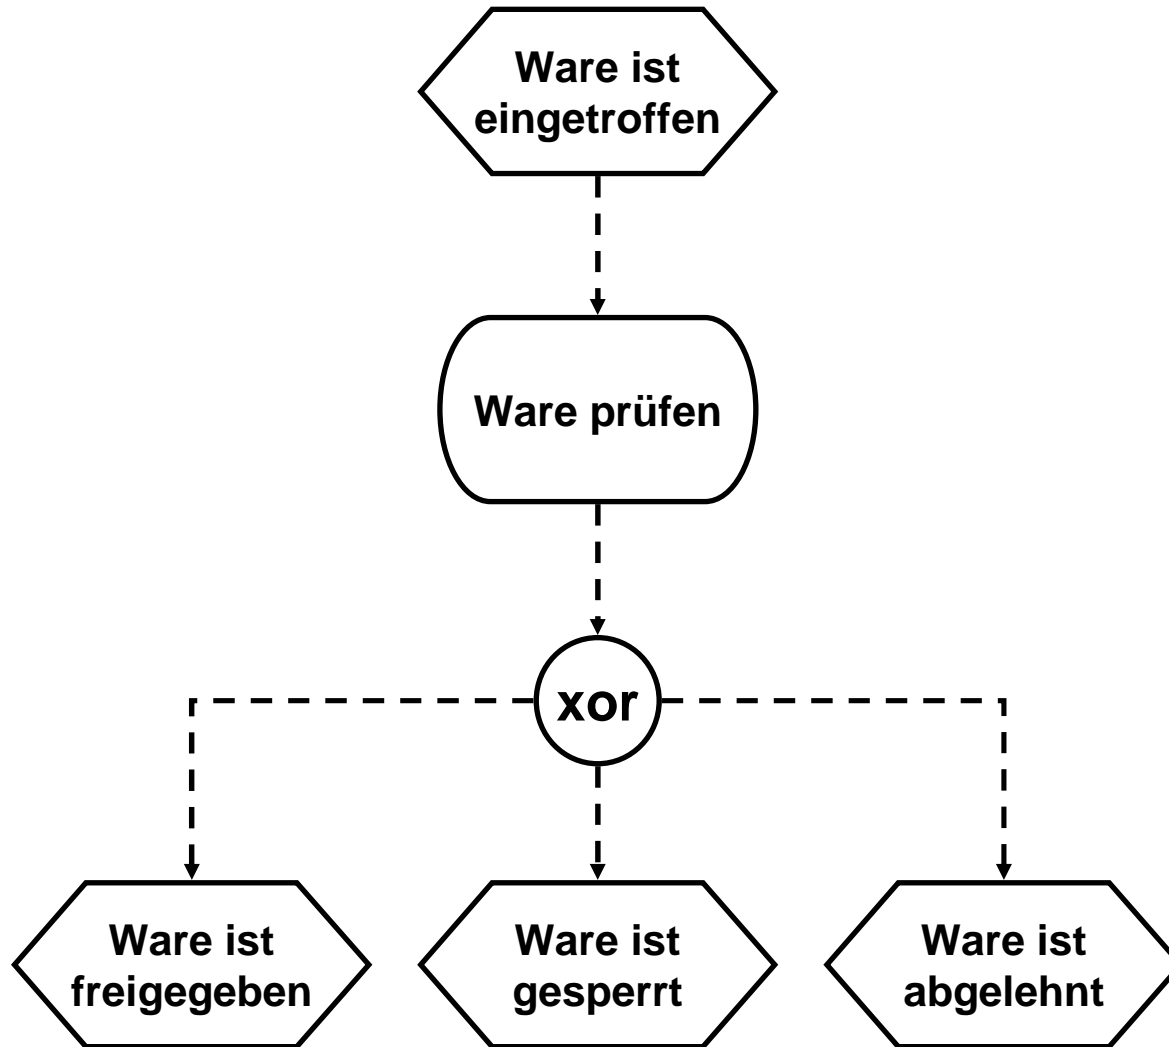 Ware ist
eingetroffen
Ware prüfen
xor
Ware ist
freigegeben
Ware ist
gesperrt
Ware ist
abgelehnt